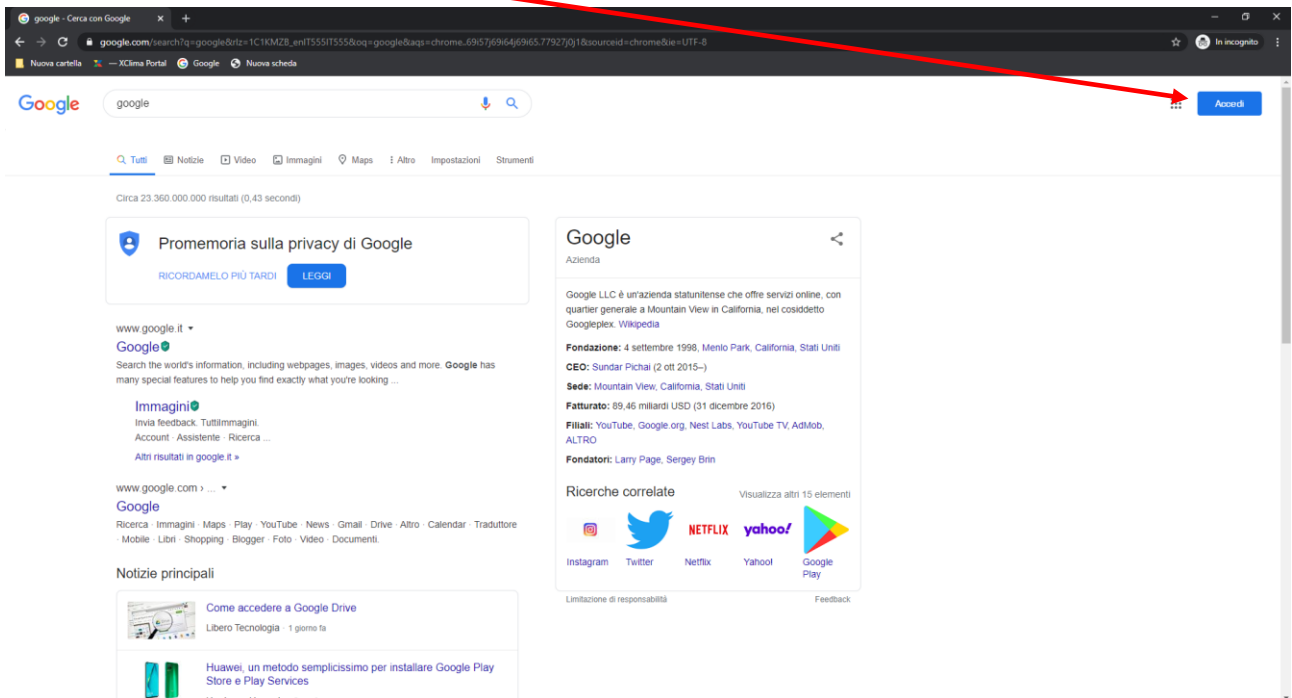 google - Cerca con Google
google.com/search?q=google&rlz=1C1KMZB_enIT555IT555&oq=google&aqs=chrome..69i57j69i64j69i65.77927j0j1&sourceid=chrome&ie=UTF-8
In incognito
Nuova cartella — XClima Portal Google Nuova scheda
Google
google
Accedi
Tutti Notizie Video Immagini Maps Altro Impostazioni Strumenti
Circa 23.360.000.000 risultati (0,43 secondi)
Promemoria sulla privacy di Google
RICORDAMELO PIÙ TARDI LEGGI
www.google.it
Google
Search the world's information, including webpages, images, videos and more. Google has
many special features to help you find exactly what you're looking ...
Immagini
Invia feedback. TuttiImmagini.
Account · Assistente · Ricerca ...
Altri risultati in google.it »
www.google.com › ...
Google
Ricerca · Immagini · Maps · Play · YouTube · News · Gmail · Drive · Altro · Calendar · Traduttore
· Mobile · Libri · Shopping · Blogger · Foto · Video · Documenti.
Notizie principali
Come accedere a Google Drive
Libero Tecnologia · 1 giorno fa
Huawei, un metodo semplicissimo per installare Google Play
Store e Play Services
Google
Azienda
Google LLC è un'azienda statunitense che offre servizi online, con
quartier generale a Mountain View in California, nel cosiddetto
Googleplex. Wikipedia
Fondazione: 4 settembre 1998, Menlo Park, California, Stati Uniti
CEO: Sundar Pichai (2 ott 2015–)
Sede: Mountain View, California, Stati Uniti
Fatturato: 89,46 miliardi USD (31 dicembre 2016)
Filiali: YouTube, Google.org, Nest Labs, YouTube TV, AdMob,
ALTRO
Fondatori: Larry Page, Sergey Brin
Ricerche correlate Visualizza altri 15 elementi
NETFLIX yahoo!
Instagram Twitter Netflix Yahoo! Google
Play
Limitazione di responsabilità Feedback